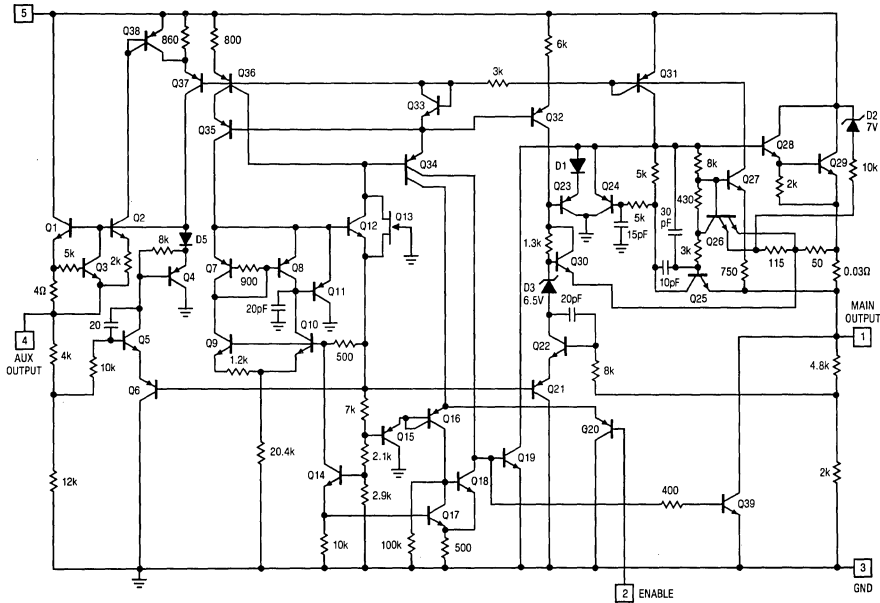 5
Q38
860
800
6k
Q37
Q36
3k
Q31
Q33
D2
7V
Q35
Q32
Q28
Q29
Q34
D1
5k
8k
Q27
2k
10k
Q1
Q2
Q12
Q13
Q23
Q24
5k
430
30
pF
15pF
8k
D5
5k
Q3
2k
Q4
1.3k
Q30
3k
Q26
115
50
Q7
900
Q8
Q11
4Ω
D3
6.5V
20pF
10pF
Q25
750
0.03Ω
20pF
20
4
AUX
OUTPUT
Q5
Q9
Q10
500
Q22
MAIN
OUTPUT
1
4k
10k
1.2k
8k
4.8k
Q6
Q21
7k
Q15
Q16
Q20
20.4k
2.1k
12k
Q14
2.9k
Q18
Q19
2k
400
Q17
Q39
10k
100k
500
3
GND
2
ENABLE